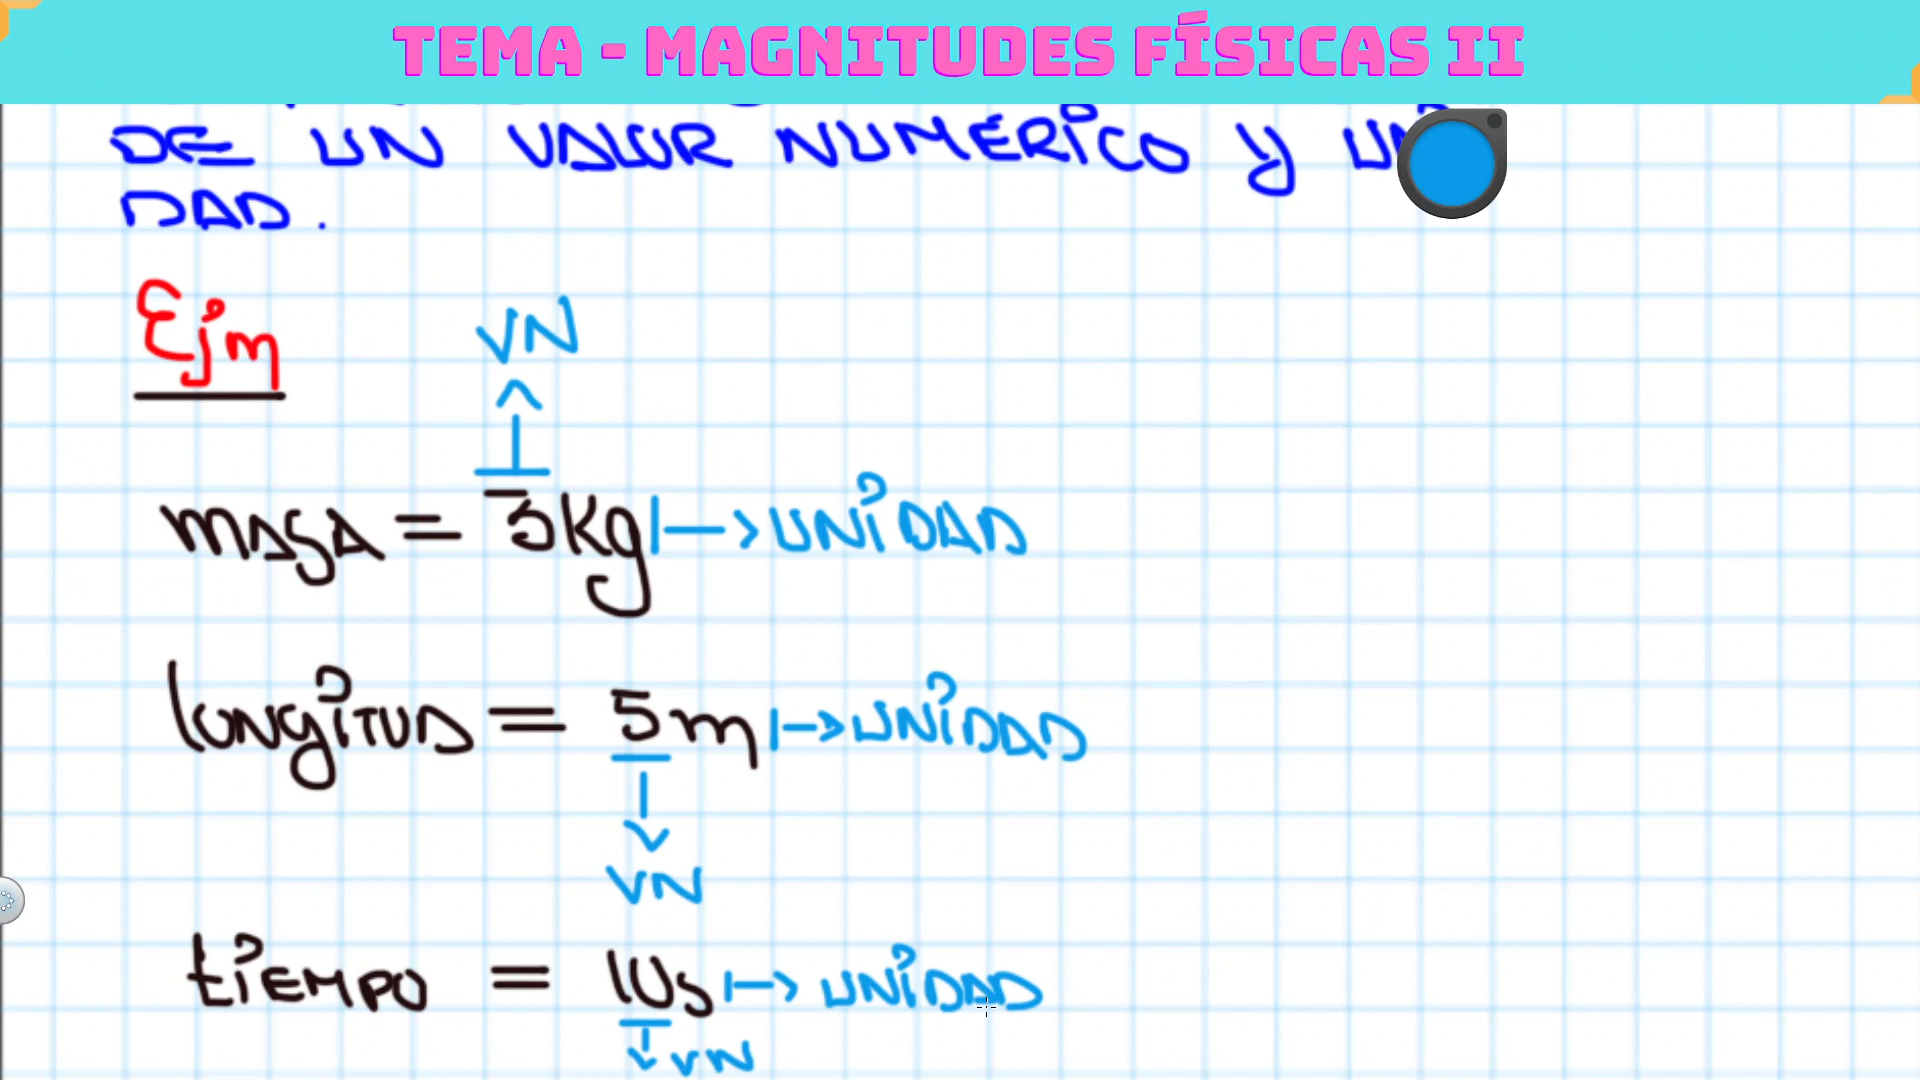 TEMA - MAGNITUDES FÍSICAS II
DE UN VALOR NUMÉRICO Y UNI
DAD.
Ejm
VN
MASA = 3kg → UNIDAD
longITUD = 5m → UNIDAD
VN
tiEMPO = 10s → UNIDAD
VN